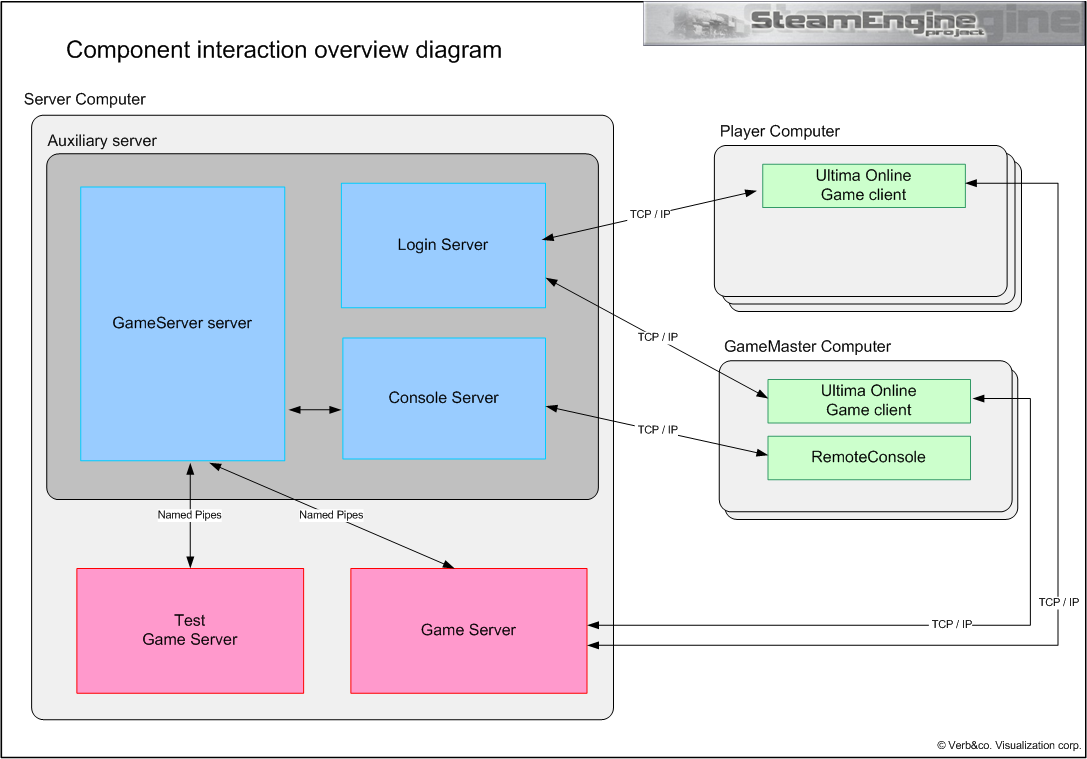 SteamEngine
project
Component interaction overview diagram
Server Computer
Auxiliary server
GameServer server
Login Server
Console Server
Named Pipes
Named Pipes
Test
Game Server
Game Server
TCP / IP
TCP / IP
TCP / IP
Player Computer
Ultima Online
Game client
GameMaster Computer
Ultima Online
Game client
RemoteConsole
TCP / IP
TCP / IP
© Verb&co. Visualization corp.